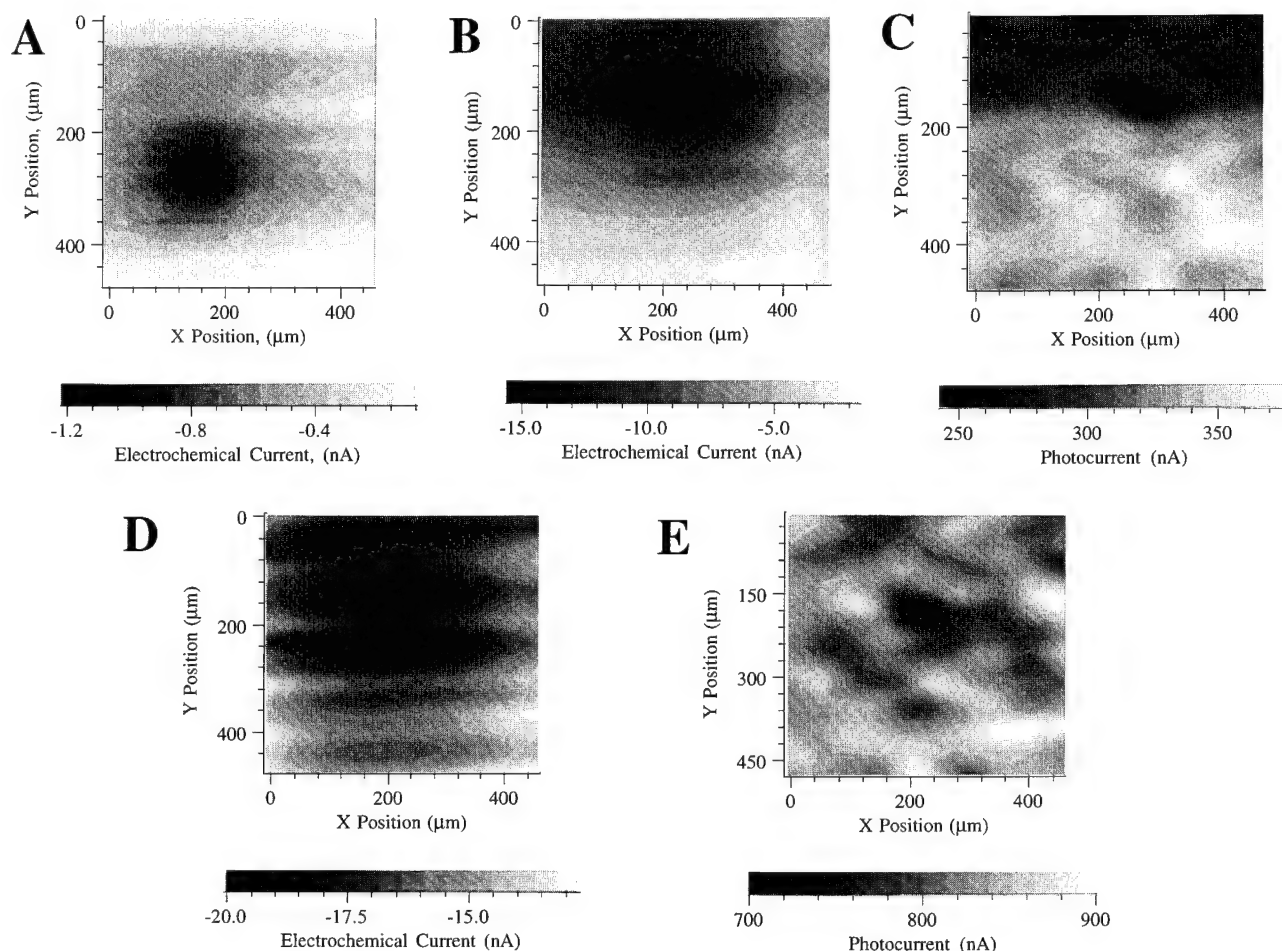 A
0
200
400
Y Position, (μm)
0 200 400
X Position, (μm)
-1.2 -0.8 -0.4
Electrochemical Current, (nA)
B
0
200
400
Y Position (μm)
0 200 400
X Position (μm)
-15.0 -10.0 -5.0
Electrochemical Current (nA)
C
200
400
Y Position (μm)
0 200 400
X Position (μm)
250 300 350
Photocurrent (nA)
D
0
200
400
Y Position (μm)
0 200 400
X Position (μm)
-20.0 -17.5 -15.0
Electrochemical Current (nA)
E
150
300
450
Y Position (μm)
0 200 400
X Position (μm)
700 800 900
Photocurrent (nA)